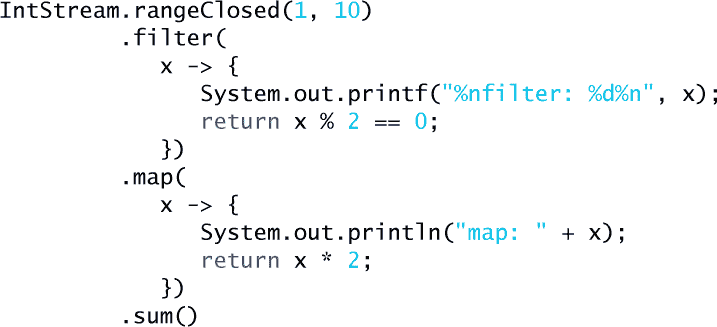 IntStream.rangeClosed(1, 10)
         .filter(
            x -> {
               System.out.printf("%nfilter: %d%n", x);
               return x % 2 == 0;
            })
         .map(
            x -> {
               System.out.println("map: " + x);
               return x * 2;
            })
         .sum()